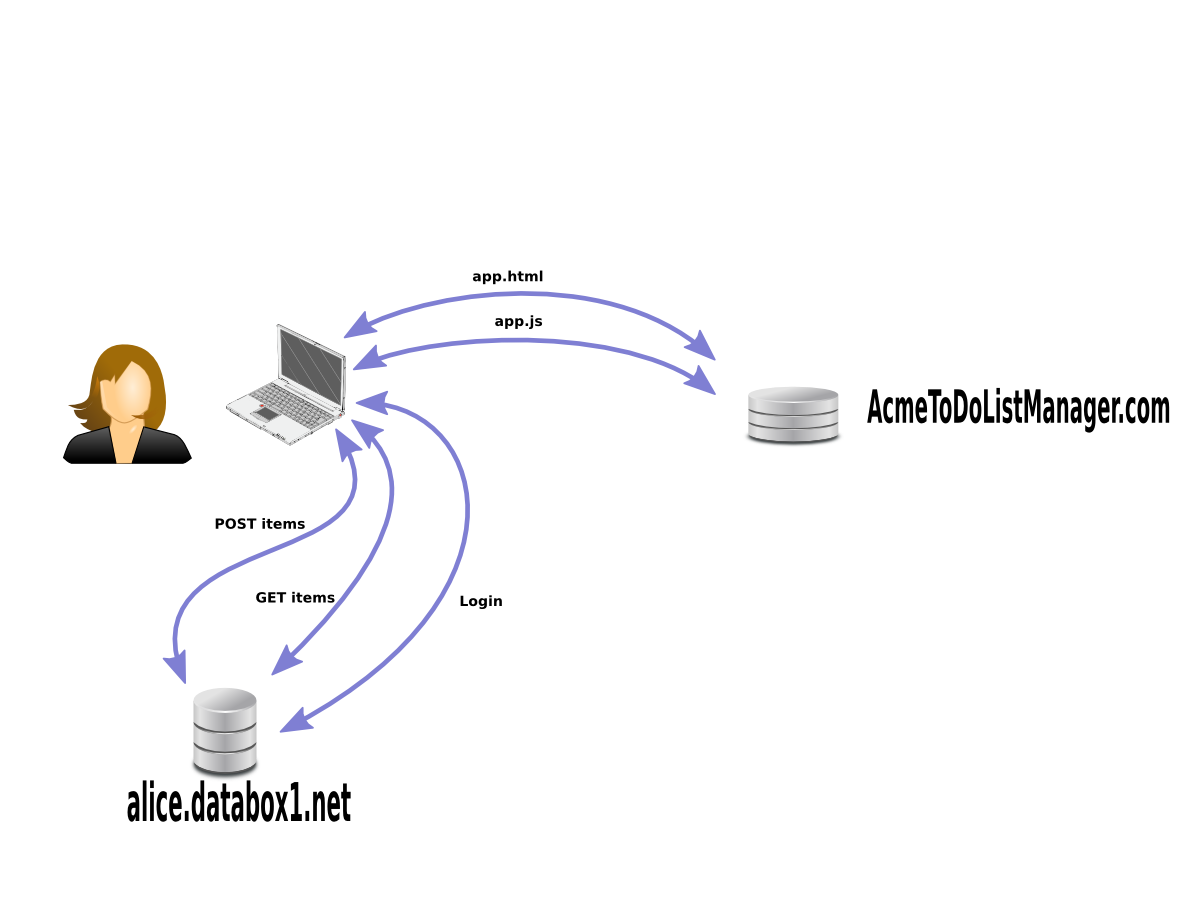 app.html
app.js
AcmeToDoListManager.com
POST items
GET items
Login
alice.databox1.net